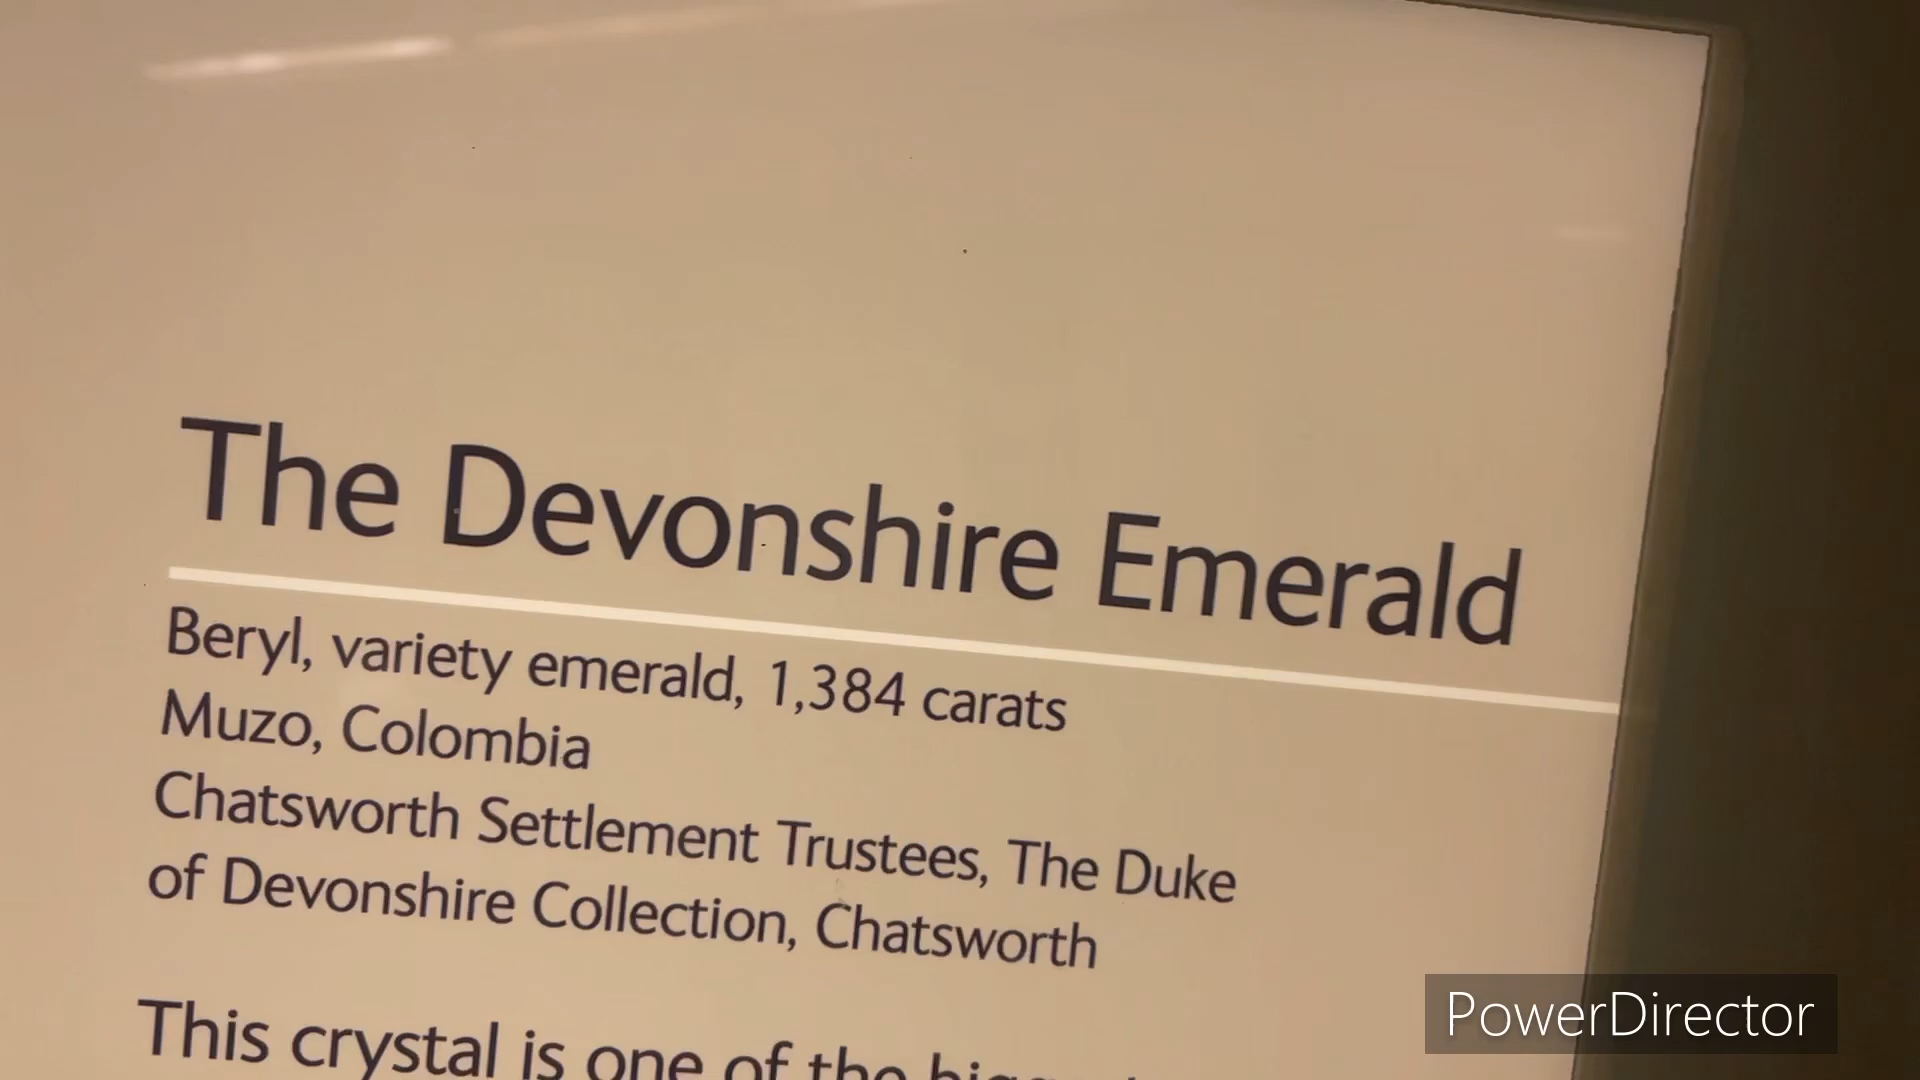 The Devonshire Emerald
Beryl, variety emerald, 1,384 carats
Muzo, Colombia
Chatsworth Settlement Trustees, The Duke
of Devonshire Collection, Chatsworth
This crystal is one of the
PowerDirector